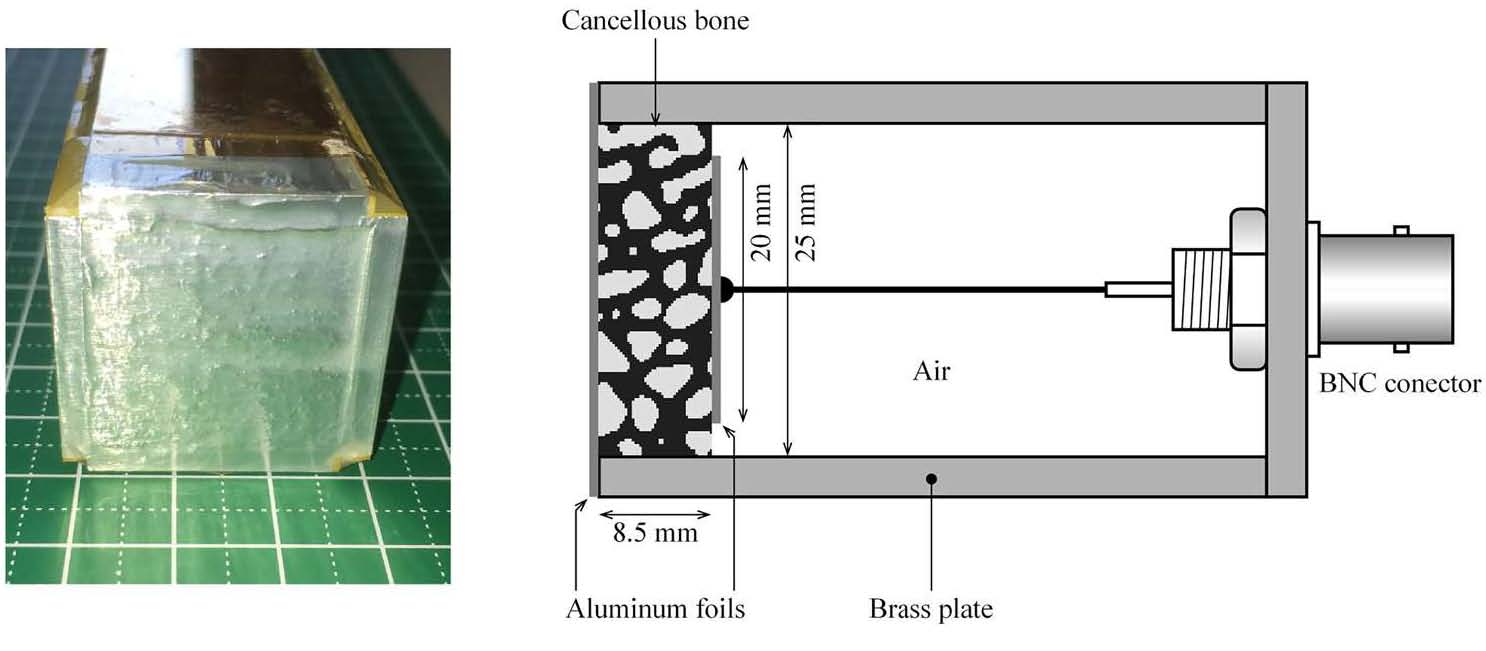 Cancellous bone
20 mm
25 mm
Air
BNC conector
8.5 mm
Aluminum foils
Brass plate